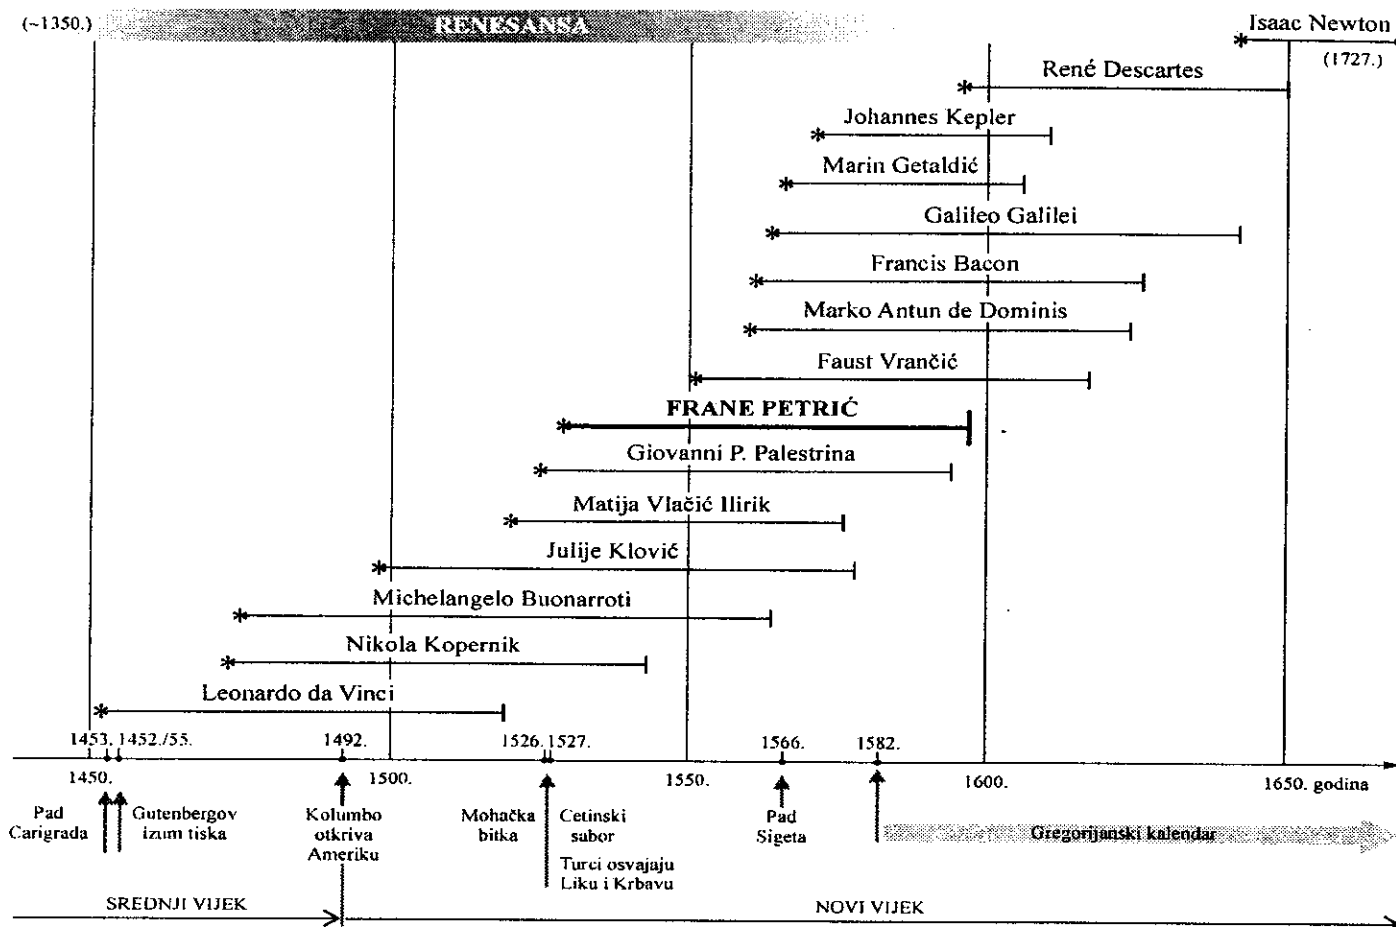 (~1350.)
RENESANSA
Isaac Newton
(1727.)
René Descartes
Johannes Kepler
Marin Getaldić
Galileo Galilei
Francis Bacon
Marko Antun de Dominis
Faust Vrančić
FRANE PETRIĆ
Giovanni P. Palestrina
Matija Vlačić Ilirik
Julije Klović
Michelangelo Buonarroti
Nikola Kopernik
Leonardo da Vinci
1453. 1452./55. 1492. 1526. 1527. 1566. 1582.
1450. 1500. 1550. 1600. 1650. godina
Pad
Carigrada
Gutenbergov
izum tiska
Kolumbo
otkriva
Ameriku
Mohačka
bitka
Cetinski
sabor
Turci osvajaju
Liku i Krbavu
Pad
Sigeta
Gregorijanski kalendar
SREDNJI VIJEK
NOVI VIJEK